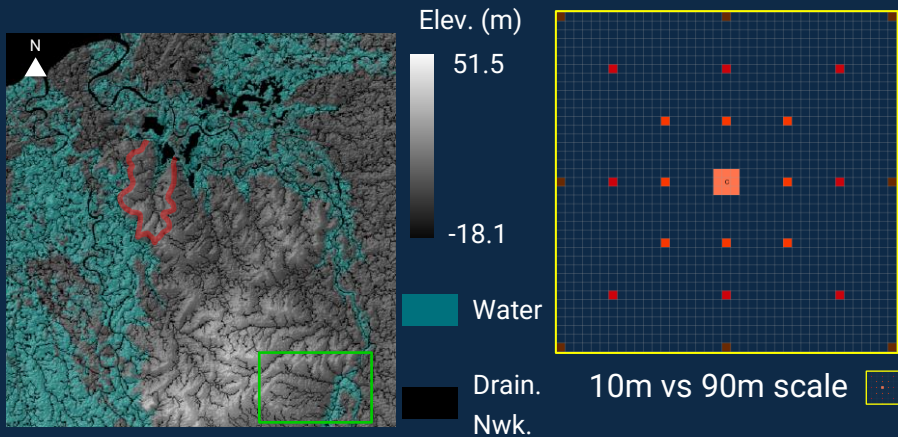 Elev. (m)
N
51.5
-18.1
Water
Drain.
Nwk.
G
10m vs 90m scale